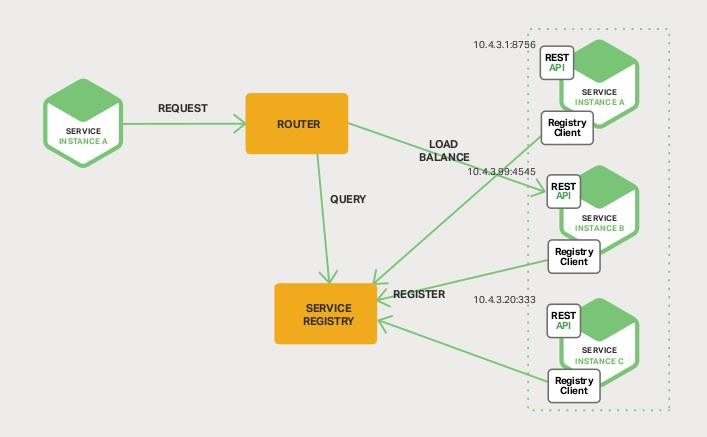 10.4.3.1:8756
REST
API
SERVICE
INSTANCE A
Registry
Client
SERVICE
INSTANCE A
REQUEST
ROUTER
LOAD
BALANCE
10.4.3.99:4545
REST
API
SERVICE
INSTANCE B
Registry
Client
QUERY
SERVICE
REGISTRY
REGISTER
10.4.3.20:333
REST
API
SERVICE
INSTANCE C
Registry
Client